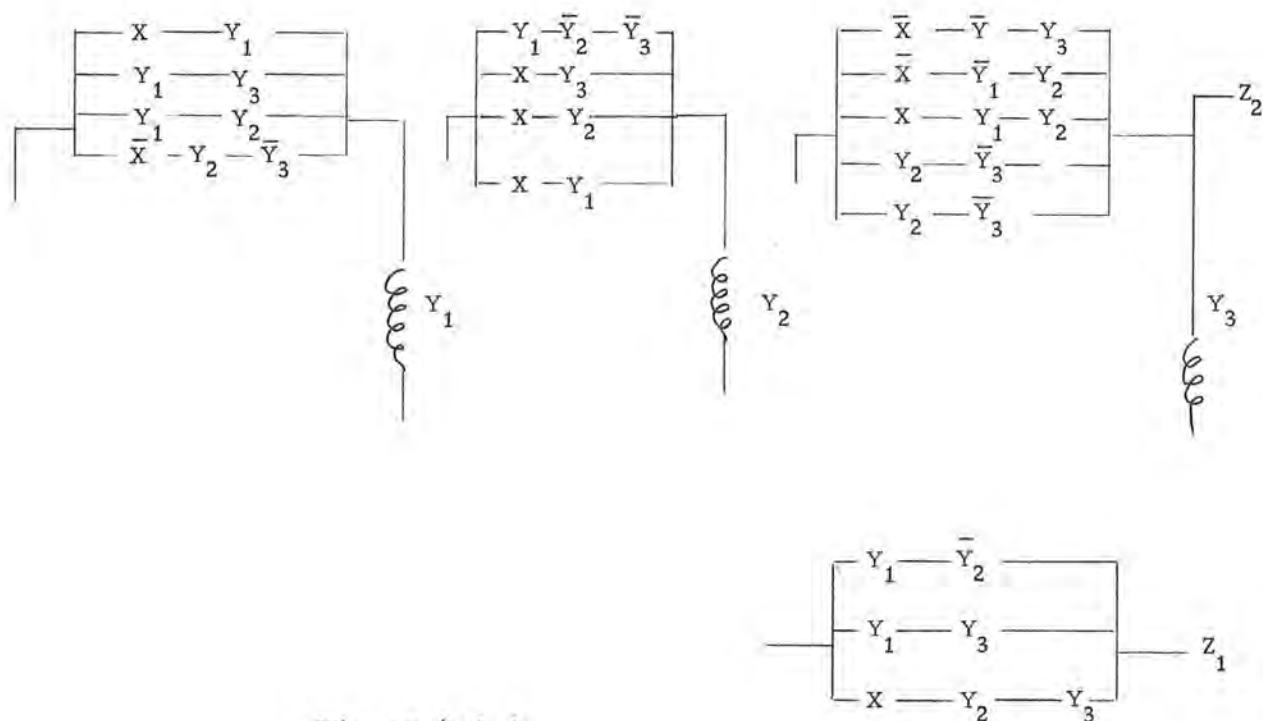 X Y₁
Y₁ Y₃
Y₁ Y₂
X̄ Y₂ Ȳ₃
Y₁
Y₁ Ȳ₂ Ȳ₃
X Y₃
X Y₂
X Y₁
Y₂
X̄ Ȳ Y₃
X̄ Ȳ₁ Y₂
X Y₁ Y₂
Y₂ Ȳ₃
Y₂ Ȳ₃
Z₂
Y₃
Y₁ Ȳ₂
Y₁ Y₃
X Y₂ Y₃
Z₁